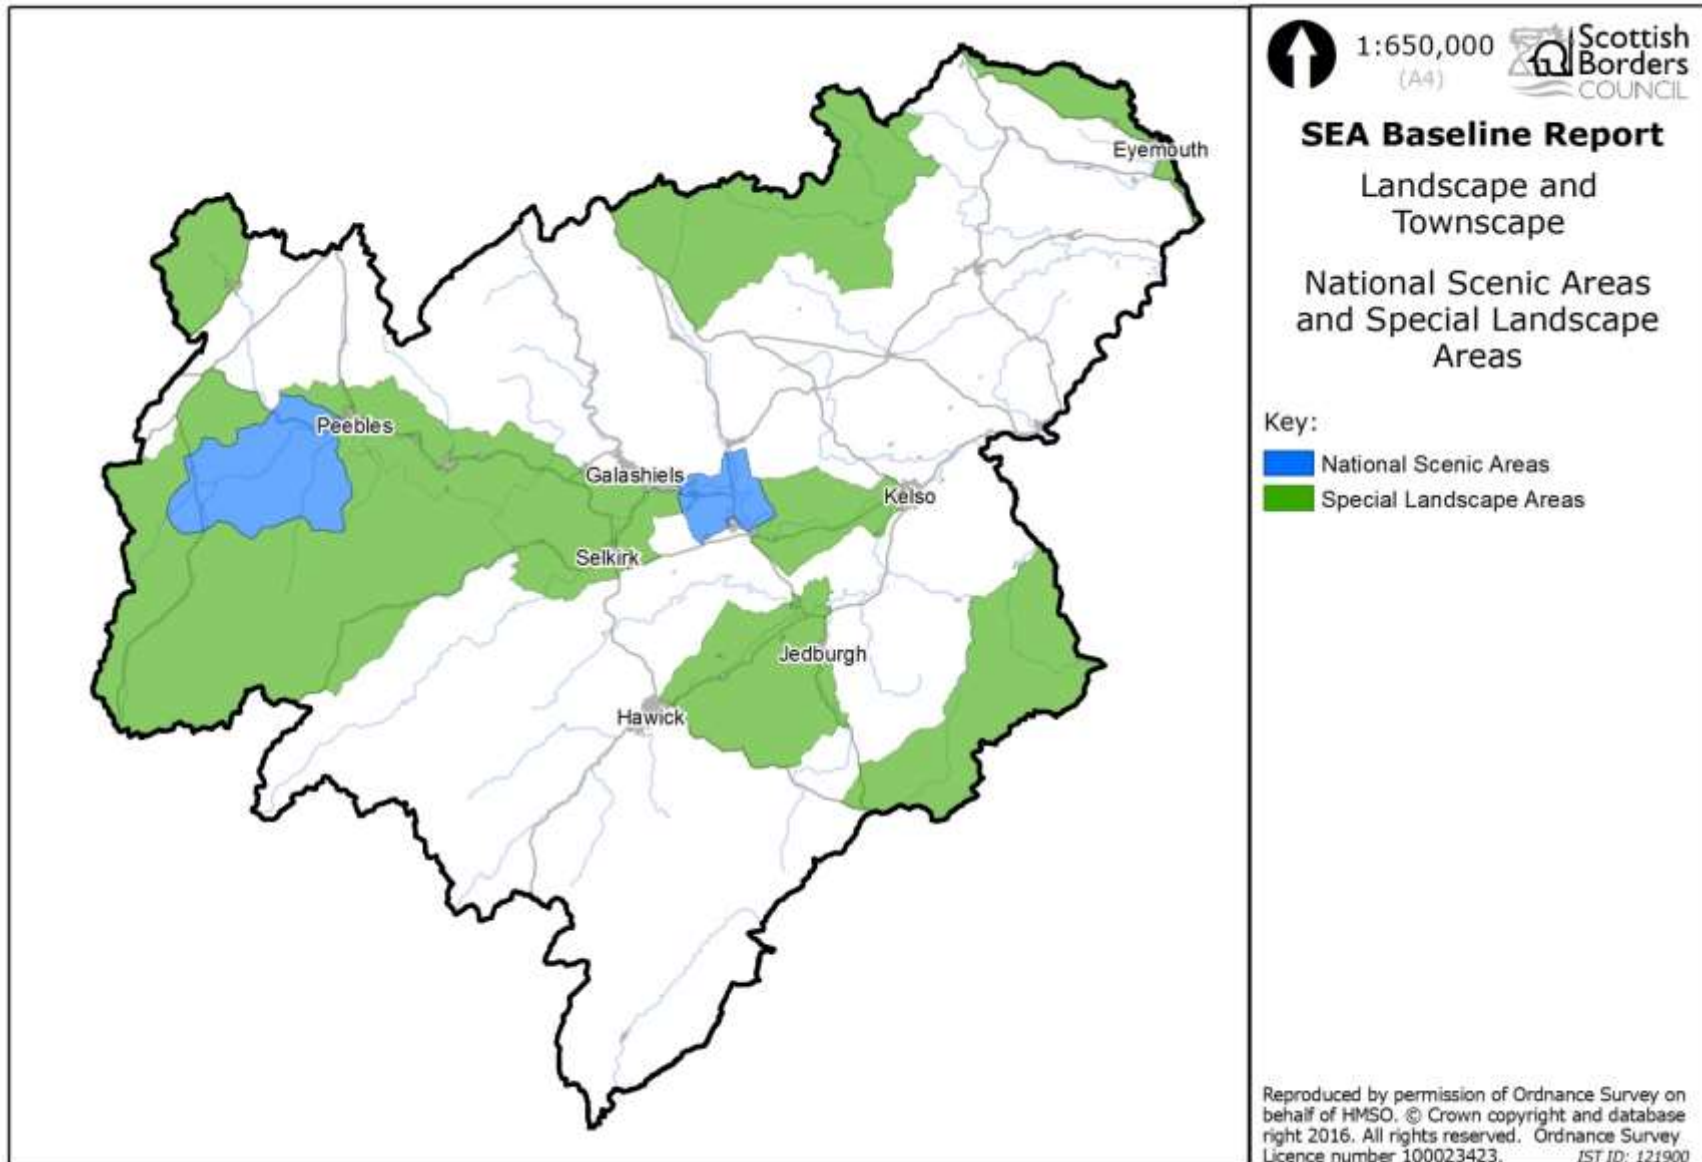 1:650,000
(A4)
Scottish
Borders
COUNCIL
SEA Baseline Report
Landscape and
Townscape
National Scenic Areas
and Special Landscape
Areas
Key:
National Scenic Areas
Special Landscape Areas
Eyemouth
Peebles
Galashiels
Kelso
Selkirk
Jedburgh
Hawick
Reproduced by permission of Ordnance Survey on
behalf of HMSO. © Crown copyright and database
right 2016. All rights reserved. Ordnance Survey
Licence number 100023423. IST ID: 121900